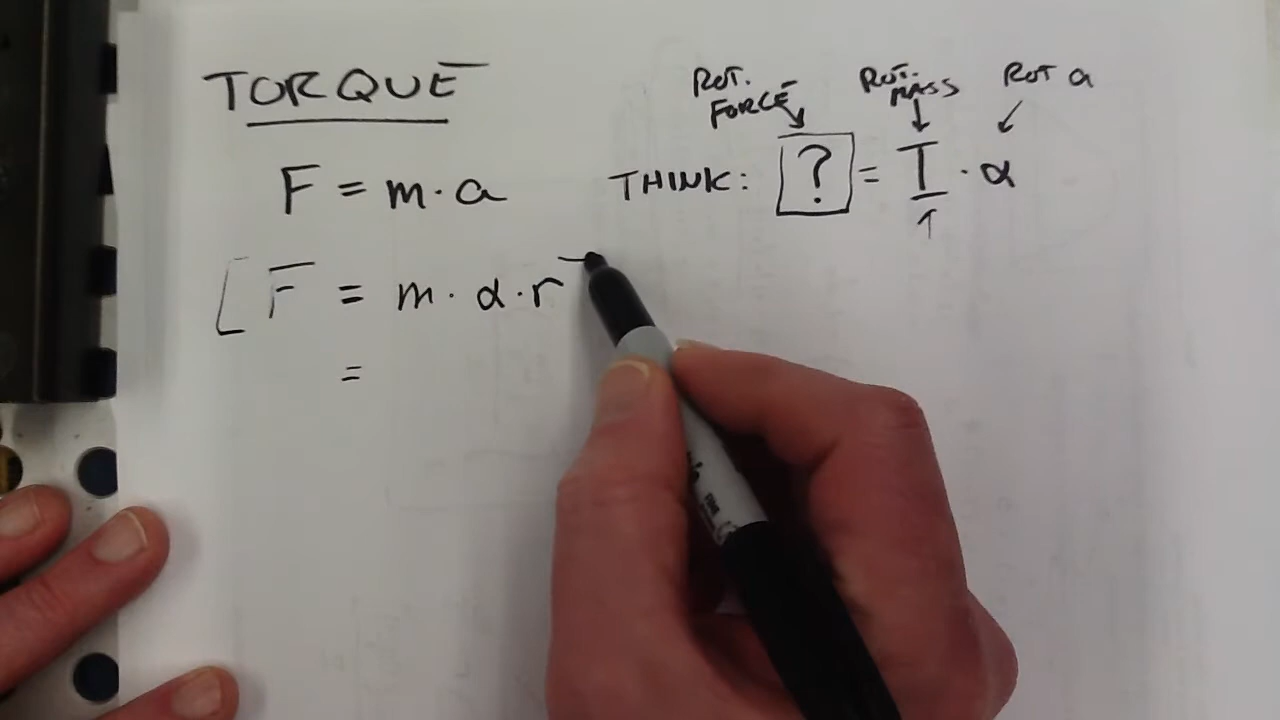 TORQUE
F = m · a
[ F = m · α · r
=
ROT. FORCE
ROT. MASS
ROT a
THINK: ? = I · α